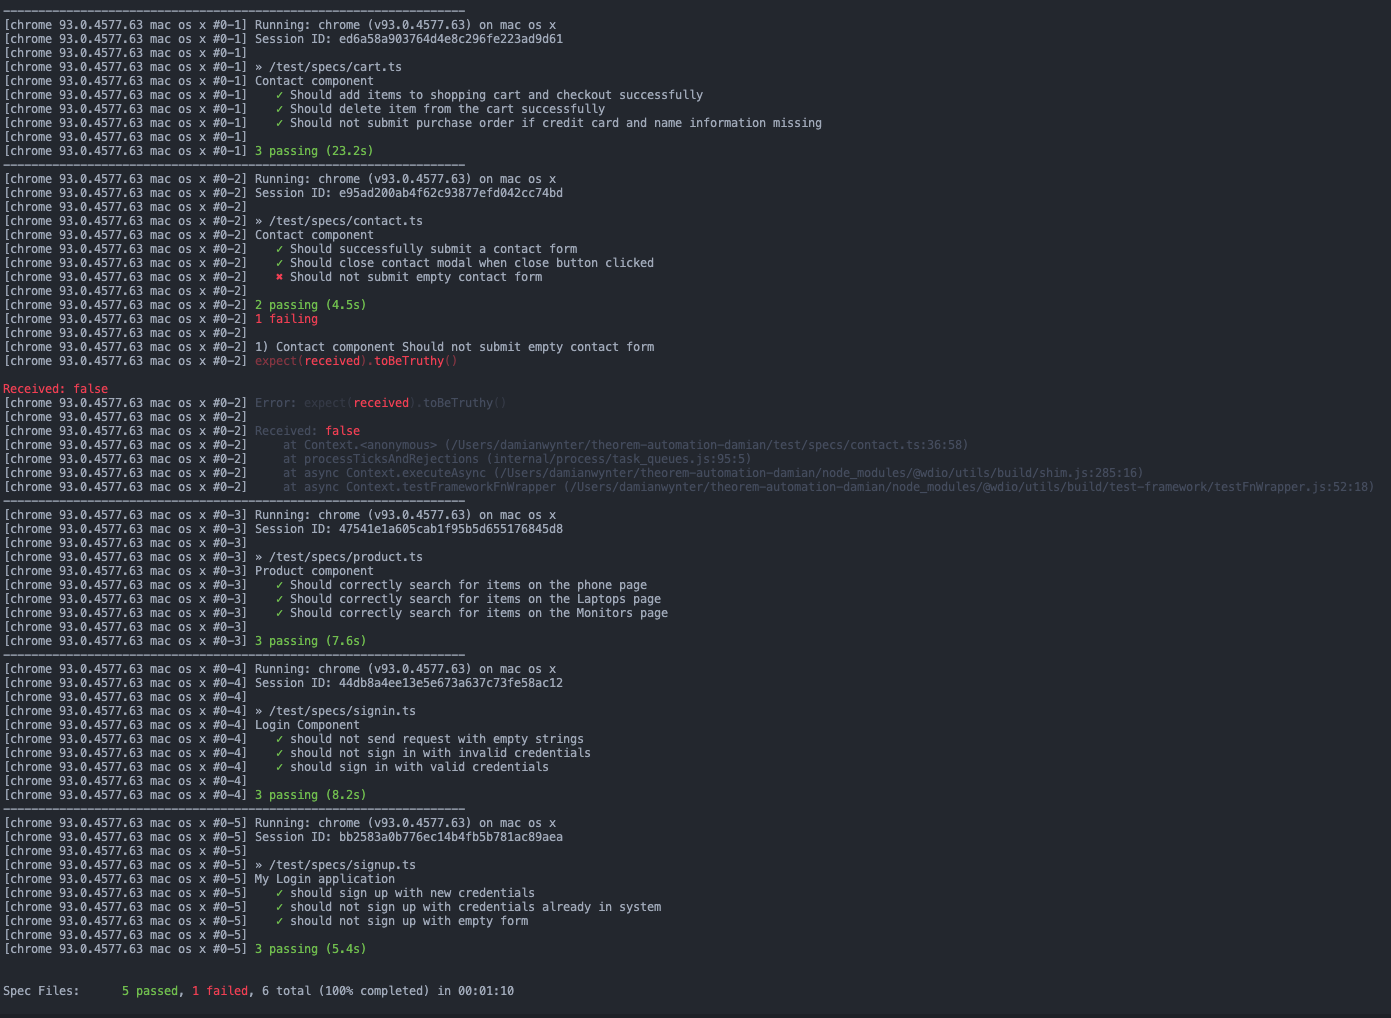 [chrome 93.0.4577.63 mac os x #0-1] Running: chrome (v93.0.4577.63) on mac os x
[chrome 93.0.4577.63 mac os x #0-1] Session ID: ed6a58a903764d4e8c296fe223ad9d61
[chrome 93.0.4577.63 mac os x #0-1]
[chrome 93.0.4577.63 mac os x #0-1] » /test/specs/cart.ts
[chrome 93.0.4577.63 mac os x #0-1] Contact component
[chrome 93.0.4577.63 mac os x #0-1]    ✓ Should add items to shopping cart and checkout successfully
[chrome 93.0.4577.63 mac os x #0-1]    ✓ Should delete item from the cart successfully
[chrome 93.0.4577.63 mac os x #0-1]    ✓ Should not submit purchase order if credit card and name information missing
[chrome 93.0.4577.63 mac os x #0-1]
[chrome 93.0.4577.63 mac os x #0-1] 3 passing (23.2s)
[chrome 93.0.4577.63 mac os x #0-2] Running: chrome (v93.0.4577.63) on mac os x
[chrome 93.0.4577.63 mac os x #0-2] Session ID: e95ad200ab4f62c93877efd042cc74bd
[chrome 93.0.4577.63 mac os x #0-2]
[chrome 93.0.4577.63 mac os x #0-2] » /test/specs/contact.ts
[chrome 93.0.4577.63 mac os x #0-2] Contact component
[chrome 93.0.4577.63 mac os x #0-2]    ✓ Should successfully submit a contact form
[chrome 93.0.4577.63 mac os x #0-2]    ✓ Should close contact modal when close button clicked
[chrome 93.0.4577.63 mac os x #0-2]    ✖ Should not submit empty contact form
[chrome 93.0.4577.63 mac os x #0-2]
[chrome 93.0.4577.63 mac os x #0-2] 2 passing (4.5s)
[chrome 93.0.4577.63 mac os x #0-2] 1 failing
[chrome 93.0.4577.63 mac os x #0-2]
[chrome 93.0.4577.63 mac os x #0-2] 1) Contact component Should not submit empty contact form
[chrome 93.0.4577.63 mac os x #0-2] expect(received).toBeTruthy()
Received: false
[chrome 93.0.4577.63 mac os x #0-2] Error: expect(received).toBeTruthy()
[chrome 93.0.4577.63 mac os x #0-2]
[chrome 93.0.4577.63 mac os x #0-2] Received: false
[chrome 93.0.4577.63 mac os x #0-2]     at Context.<anonymous> (/Users/damianwynter/theorem-automation-damian/test/specs/contact.ts:36:58)
[chrome 93.0.4577.63 mac os x #0-2]     at processTicksAndRejections (internal/process/task_queues.js:95:5)
[chrome 93.0.4577.63 mac os x #0-2]     at async Context.executeAsync (/Users/damianwynter/theorem-automation-damian/node_modules/@wdio/utils/build/shim.js:285:16)
[chrome 93.0.4577.63 mac os x #0-2]     at async Context.testFrameworkFnWrapper (/Users/damianwynter/theorem-automation-damian/node_modules/@wdio/utils/build/test-framework/testFnWrapper.js:52:18)
[chrome 93.0.4577.63 mac os x #0-3] Running: chrome (v93.0.4577.63) on mac os x
[chrome 93.0.4577.63 mac os x #0-3] Session ID: 47541e1a605cab1f95b5d655176845d8
[chrome 93.0.4577.63 mac os x #0-3]
[chrome 93.0.4577.63 mac os x #0-3] » /test/specs/product.ts
[chrome 93.0.4577.63 mac os x #0-3] Product component
[chrome 93.0.4577.63 mac os x #0-3]    ✓ Should correctly search for items on the phone page
[chrome 93.0.4577.63 mac os x #0-3]    ✓ Should correctly search for items on the Laptops page
[chrome 93.0.4577.63 mac os x #0-3]    ✓ Should correctly search for items on the Monitors page
[chrome 93.0.4577.63 mac os x #0-3]
[chrome 93.0.4577.63 mac os x #0-3] 3 passing (7.6s)
[chrome 93.0.4577.63 mac os x #0-4] Running: chrome (v93.0.4577.63) on mac os x
[chrome 93.0.4577.63 mac os x #0-4] Session ID: 44db8a4ee13e5e673a637c73fe58ac12
[chrome 93.0.4577.63 mac os x #0-4]
[chrome 93.0.4577.63 mac os x #0-4] » /test/specs/signin.ts
[chrome 93.0.4577.63 mac os x #0-4] Login Component
[chrome 93.0.4577.63 mac os x #0-4]    ✓ should not send request with empty strings
[chrome 93.0.4577.63 mac os x #0-4]    ✓ should not sign in with invalid credentials
[chrome 93.0.4577.63 mac os x #0-4]    ✓ should sign in with valid credentials
[chrome 93.0.4577.63 mac os x #0-4]
[chrome 93.0.4577.63 mac os x #0-4] 3 passing (8.2s)
[chrome 93.0.4577.63 mac os x #0-5] Running: chrome (v93.0.4577.63) on mac os x
[chrome 93.0.4577.63 mac os x #0-5] Session ID: bb2583a0b776ec14b4fb5b781ac89aea
[chrome 93.0.4577.63 mac os x #0-5]
[chrome 93.0.4577.63 mac os x #0-5] » /test/specs/signup.ts
[chrome 93.0.4577.63 mac os x #0-5] My Login application
[chrome 93.0.4577.63 mac os x #0-5]    ✓ should sign up with new credentials
[chrome 93.0.4577.63 mac os x #0-5]    ✓ should not sign up with credentials already in system
[chrome 93.0.4577.63 mac os x #0-5]    ✓ should not sign up with empty form
[chrome 93.0.4577.63 mac os x #0-5]
[chrome 93.0.4577.63 mac os x #0-5] 3 passing (5.4s)
Spec Files:      5 passed, 1 failed, 6 total (100% completed) in 00:01:10